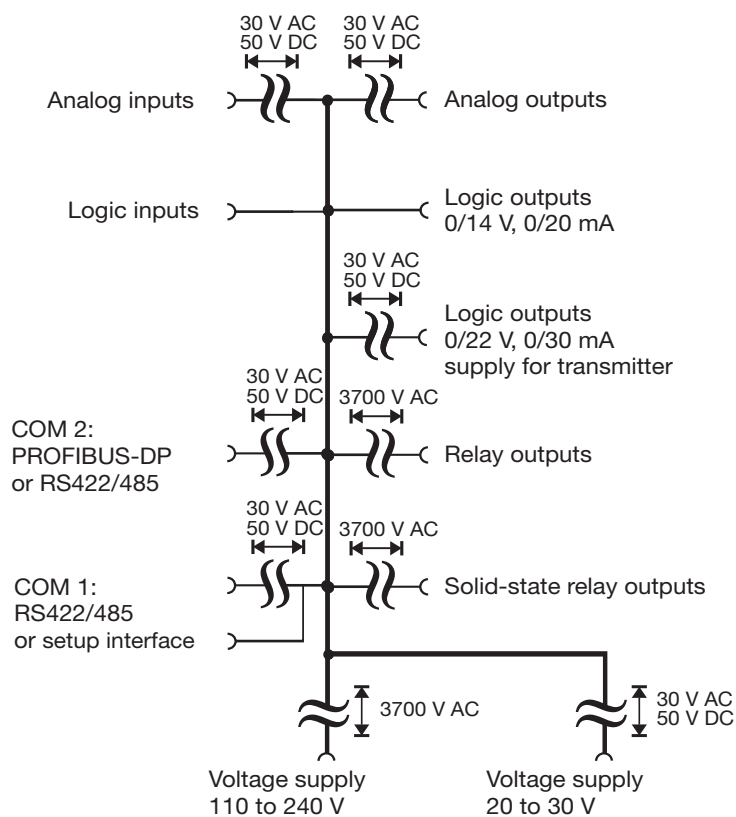 30 V AC
50 V DC
30 V AC
50 V DC
Analog inputs
Analog outputs
Logic inputs
Logic outputs
0/14 V, 0/20 mA
30 V AC
50 V DC
Logic outputs
0/22 V, 0/30 mA
supply for transmitter
30 V AC
50 V DC
3700 V AC
COM 2:
PROFIBUS-DP
or RS422/485
Relay outputs
30 V AC
50 V DC
3700 V AC
COM 1:
RS422/485
or setup interface
Solid-state relay outputs
3700 V AC
30 V AC
50 V DC
Voltage supply
110 to 240 V
Voltage supply
20 to 30 V